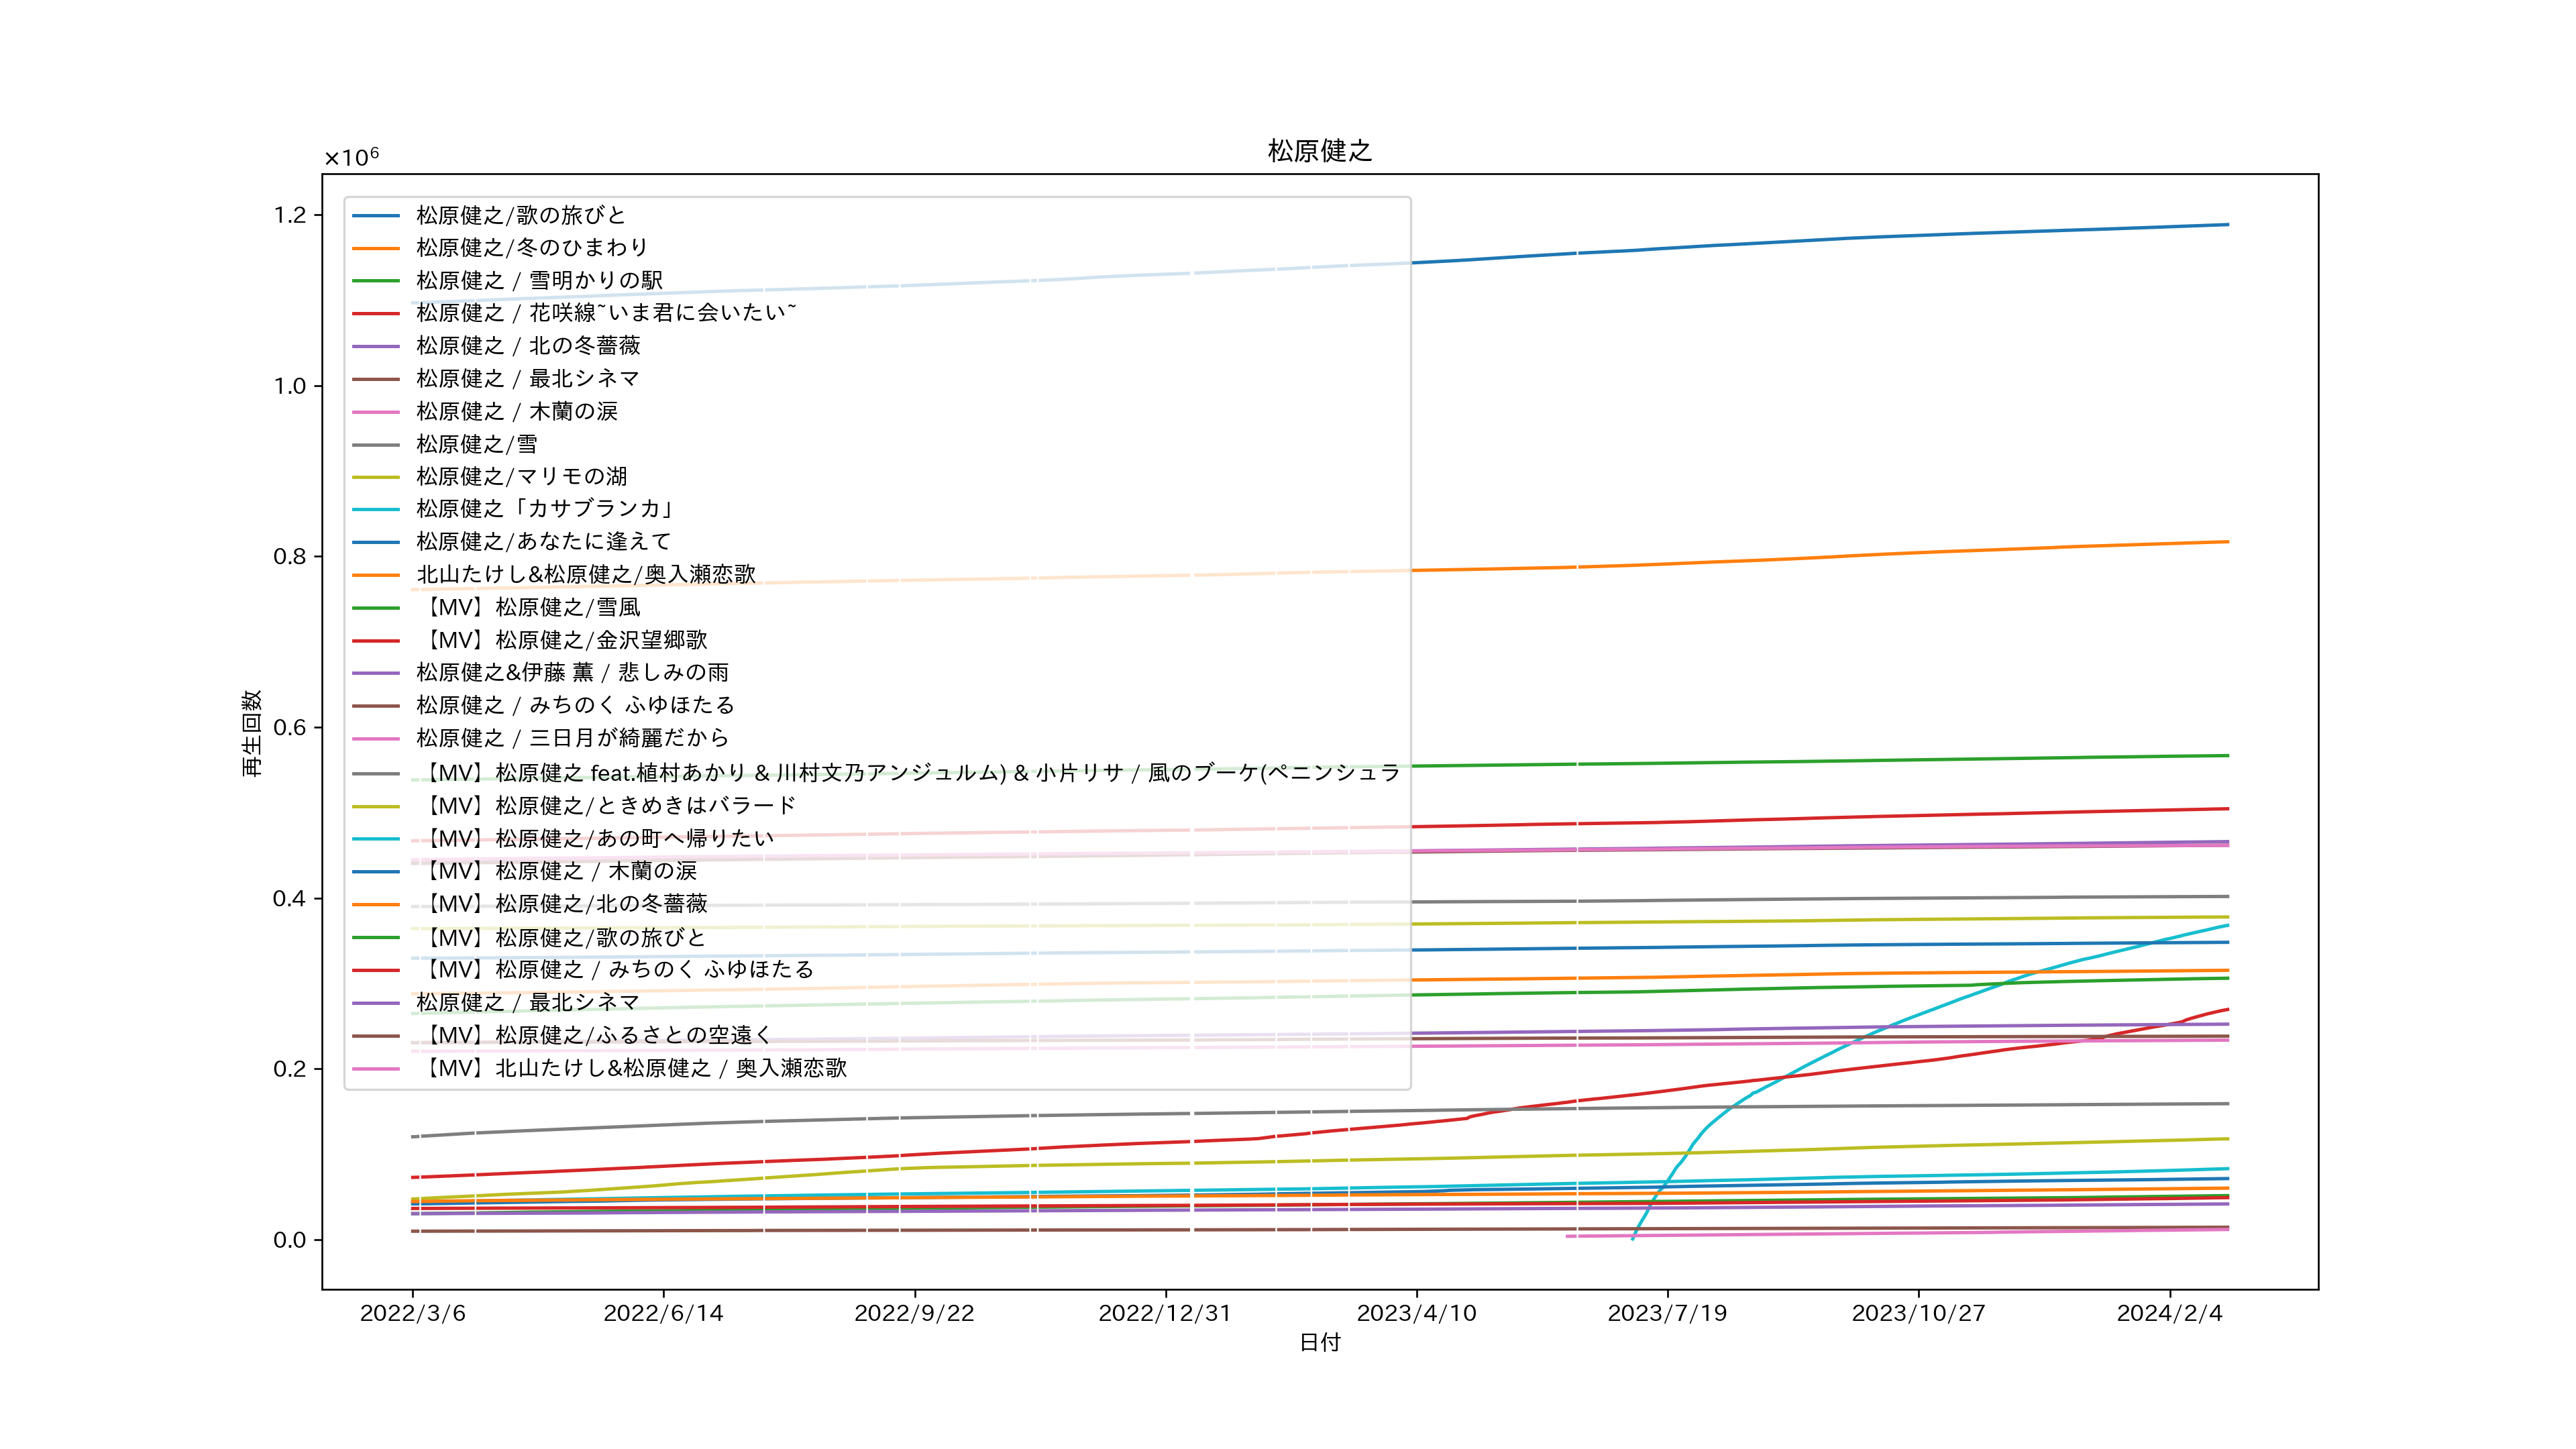 松原健之
×10⁶
1.2
1.0
0.8
0.6
0.4
0.2
0.0
再生回数
松原健之/歌の旅びと
松原健之/冬のひまわり
松原健之 / 雪明かりの駅
松原健之 / 花咲線~いま君に会いたい~
松原健之 / 北の冬薔薇
松原健之 / 最北シネマ
松原健之 / 木蘭の涙
松原健之/雪
松原健之/マリモの湖
松原健之「カサブランカ」
松原健之/あなたに逢えて
北山たけし&松原健之/奥入瀬恋歌
【MV】松原健之/雪風
【MV】松原健之/金沢望郷歌
松原健之&伊藤 薫 / 悲しみの雨
松原健之 / みちのく ふゆほたる
松原健之 / 三日月が綺麗だから
【MV】松原健之 feat.植村あかり & 川村文乃アンジュルム) & 小片リサ / 風のブーケ(ペニンシュラ
【MV】松原健之/ときめきはバラード
【MV】松原健之/あの町へ帰りたい
【MV】松原健之 / 木蘭の涙
【MV】松原健之/北の冬薔薇
【MV】松原健之/歌の旅びと
【MV】松原健之 / みちのく ふゆほたる
松原健之 / 最北シネマ
【MV】松原健之/ふるさとの空遠く
【MV】北山たけし&松原健之 / 奥入瀬恋歌
2022/3/6 2022/6/14 2022/9/22 2022/12/31 2023/4/10 2023/7/19 2023/10/27 2024/2/4
日付